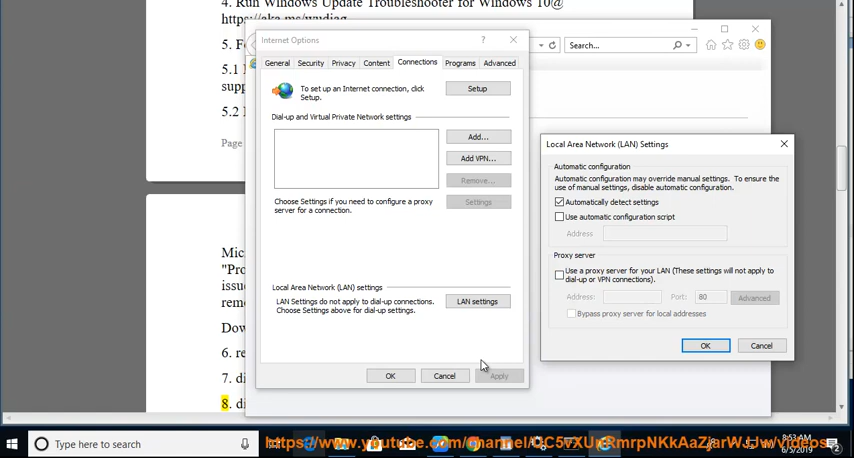 4. Run Windows Update Troubleshooter for Windows 10@
https://aka.ms/wudiag
5. F
5.1
supp
5.2
Page
Mic
"Pro
issu
remo
Dow
6. re
7. di
8. di
Search...
Internet Options
General
Security
Privacy
Content
Connections
Programs
Advanced
To set up an Internet connection, click
Setup.
Setup
Dial-up and Virtual Private Network settings
Add...
Add VPN...
Remove...
Choose Settings if you need to configure a proxy
server for a connection.
Settings
Local Area Network (LAN) settings
LAN Settings do not apply to dial-up connections.
Choose Settings above for dial-up settings.
LAN settings
OK
Cancel
Apply
Local Area Network (LAN) Settings
Automatic configuration
Automatic configuration may override manual settings. To ensure the
use of manual settings, disable automatic configuration.
Automatically detect settings
Use automatic configuration script
Address
Proxy server
Use a proxy server for your LAN (These settings will not apply to
dial-up or VPN connections).
Address:
Port:
80
Advanced
Bypass proxy server for local addresses
OK
Cancel
Type here to search
8:53 AM
6/5/2019
2